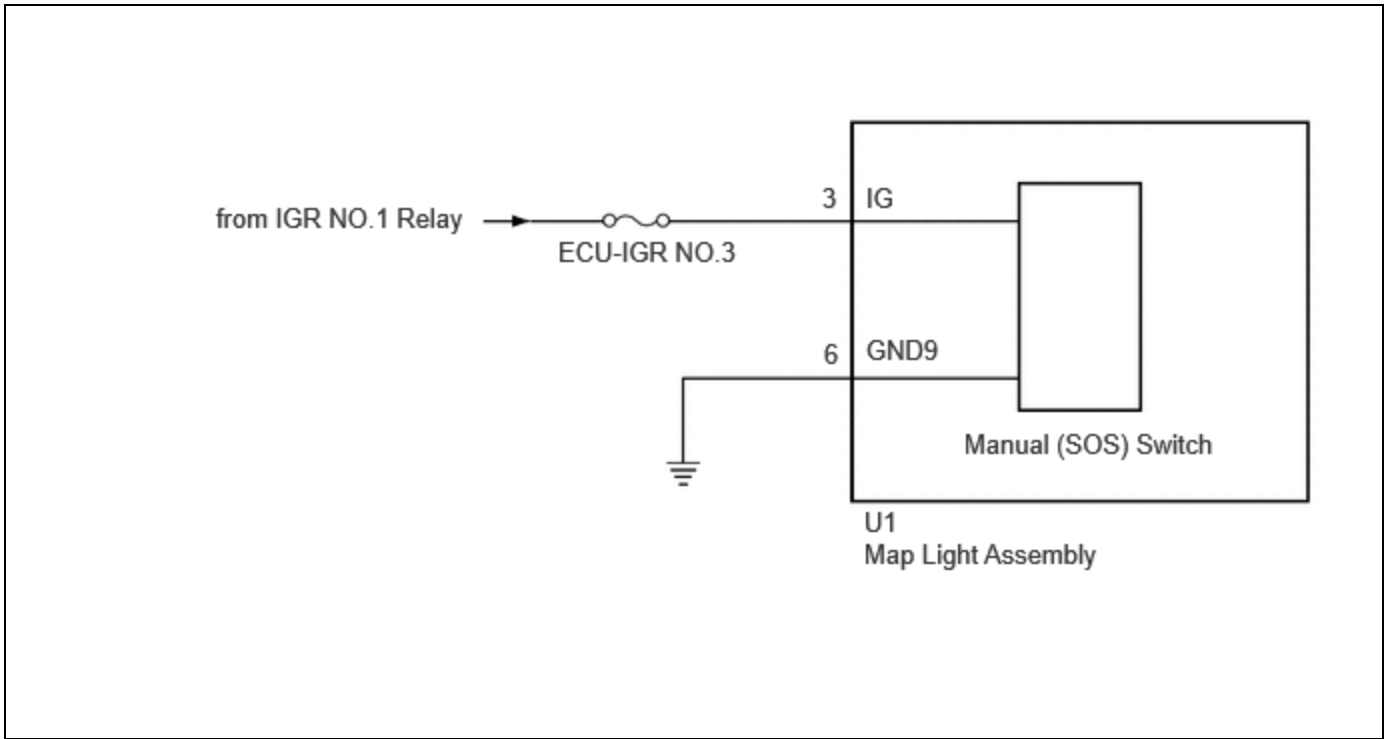 3 IG
from IGR NO.1 Relay
ECU-IGR NO.3
6 GND9
Manual (SOS) Switch
U1
Map Light Assembly